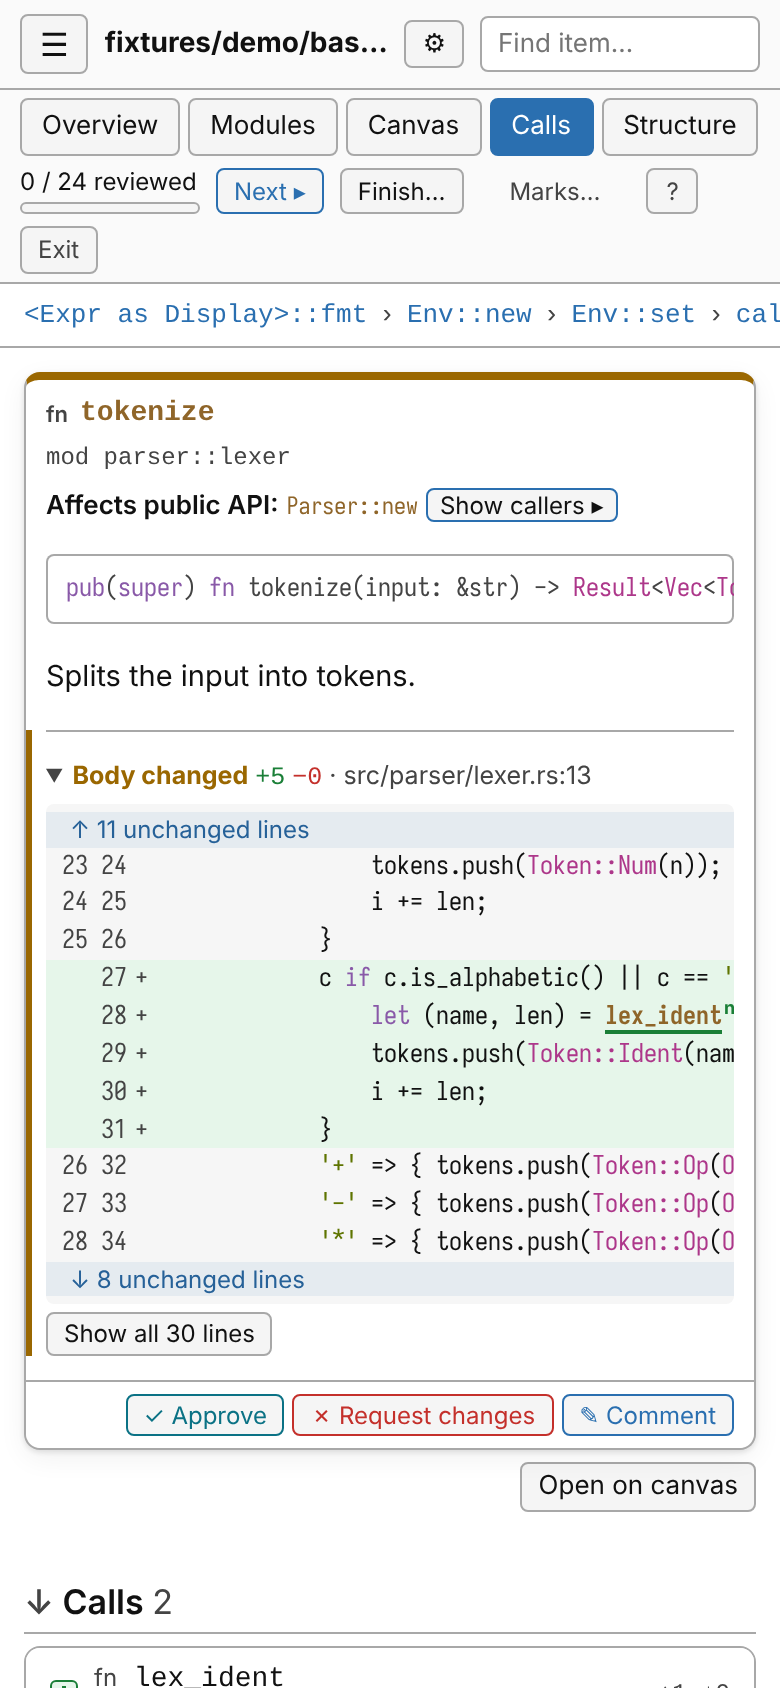 ☰ fixtures/demo/bas... ⚙ Find item...
Overview Modules Canvas Calls Structure
0 / 24 reviewed Next ▸ Finish... Marks... ?
Exit
<Expr as Display>::fmt › Env::new › Env::set › cal
fn tokenize
mod parser::lexer
Affects public API: Parser::new Show callers ▸
pub(super) fn tokenize(input: &str) -> Result<Vec<To
Splits the input into tokens.
▼ Body changed +5 −0 · src/parser/lexer.rs:13
↑ 11 unchanged lines
23 24 tokens.push(Token::Num(n));
24 25 i += len;
25 26 }
27 + c if c.is_alphabetic() || c == '
28 + let (name, len) = lex_ident
29 + tokens.push(Token::Ident(nam
30 + i += len;
31 + }
26 32 '+' => { tokens.push(Token::Op(O
27 33 '-' => { tokens.push(Token::Op(O
28 34 '*' => { tokens.push(Token::Op(O
↓ 8 unchanged lines
Show all 30 lines
✓ Approve × Request changes ✎ Comment
Open on canvas
↓ Calls 2
fn lex_ident